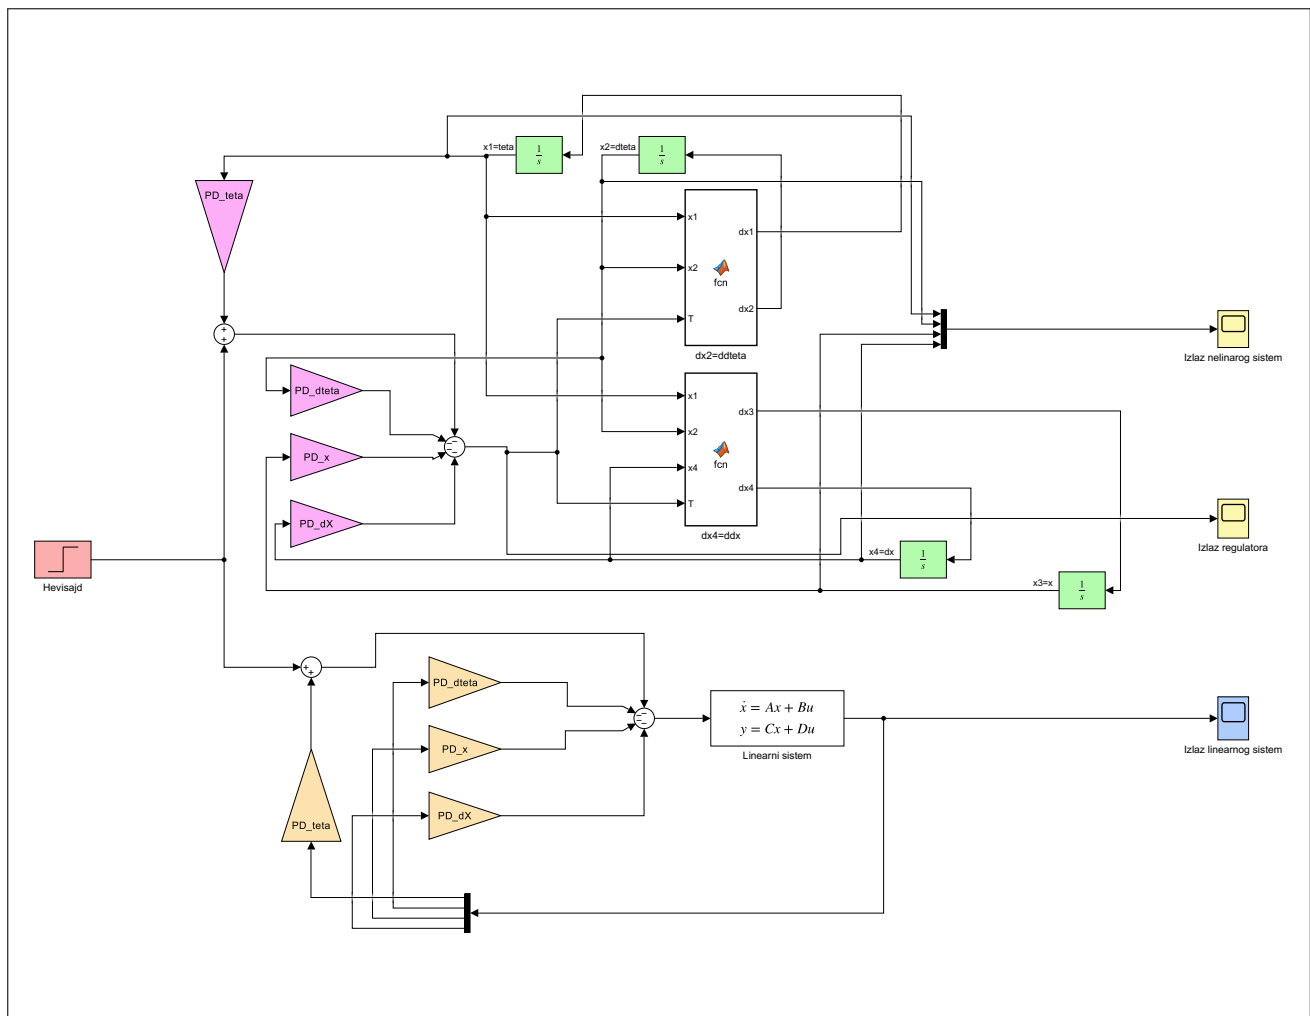 x1=teta
1
s
x2=dteta
1
s
PD_teta
x1
dx1
x2
fcn
dx2
T
dx2=ddteta
+
+
Izlaz nelinarog sistem
PD_dteta
x1
dx3
x2
PD_x
fcn
x4
dx4
T
PD_dX
dx4=ddx
Izlaz regulatora
x4=dx
1
s
Hevisajd
x3=x
1
s
++
PD_dteta
ẋ = Ax + Bu
y = Cx + Du
PD_x
Linearni sistem
Izlaz linearnog sistem
PD_dX
PD_teta